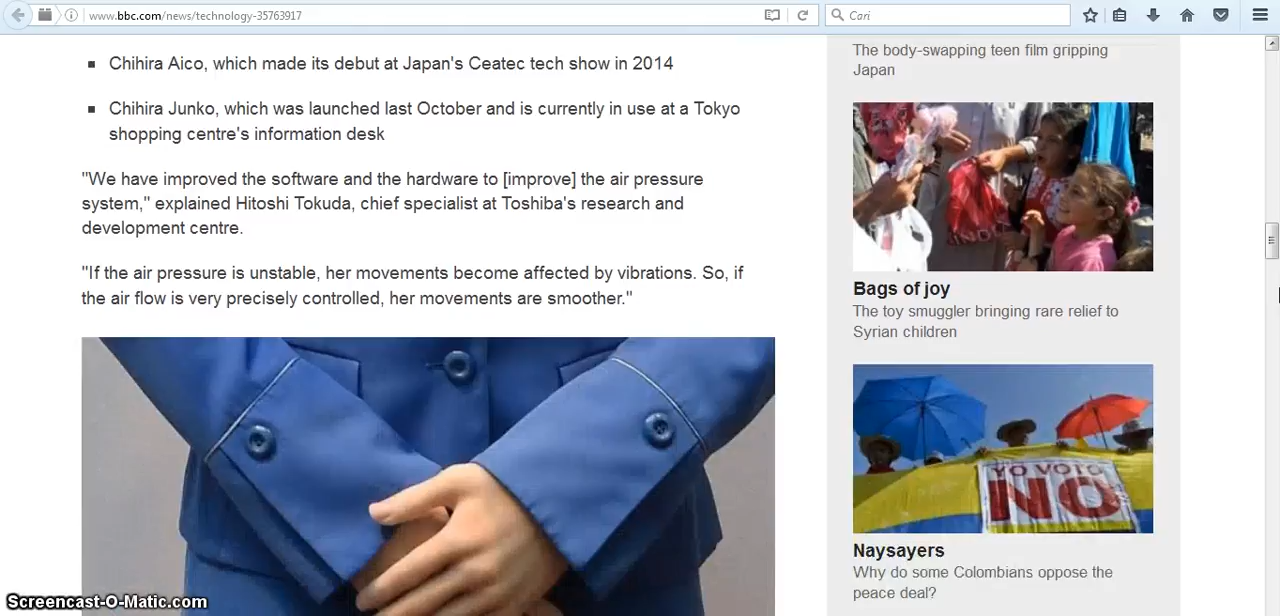 www.bbc.com/news/technology-35763917
Cari
Chihira Aico, which made its debut at Japan's Ceatec tech show in 2014
Chihira Junko, which was launched last October and is currently in use at a Tokyo
shopping centre's information desk
"We have improved the software and the hardware to [improve] the air pressure
system," explained Hitoshi Tokuda, chief specialist at Toshiba's research and
development centre.
"If the air pressure is unstable, her movements become affected by vibrations. So, if
the air flow is very precisely controlled, her movements are smoother."
The body-swapping teen film gripping
Japan
Bags of joy
The toy smuggler bringing rare relief to
Syrian children
YO VOTO
NO
Naysayers
Why do some Colombians oppose the
peace deal?
Screencast-O-Matic.com